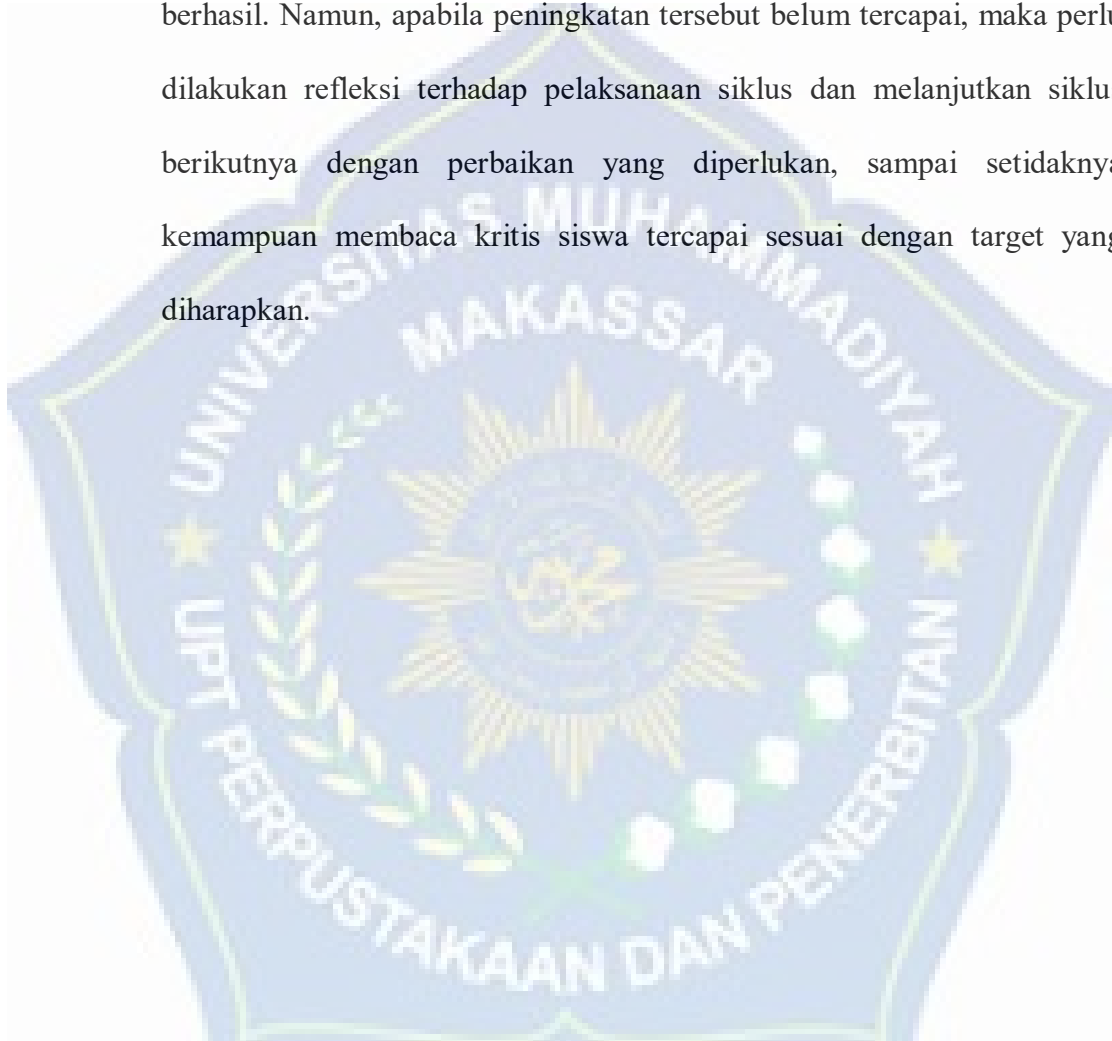 berhasil. Namun, apabila peningkatan tersebut belum tercapai, maka perlu
dilakukan refleksi terhadap pelaksanaan siklus dan melanjutkan siklu
berikutnya dengan perbaikan yang diperlukan, sampai setidaknya
kemampuan membaca kritis siswa tercapai sesuai dengan target yang
diharapkan.
UNIVERSITAS MUHAMMADIYAH
MAKASSAR
UPT PERPUSTAKAAN DAN PENERBITAN